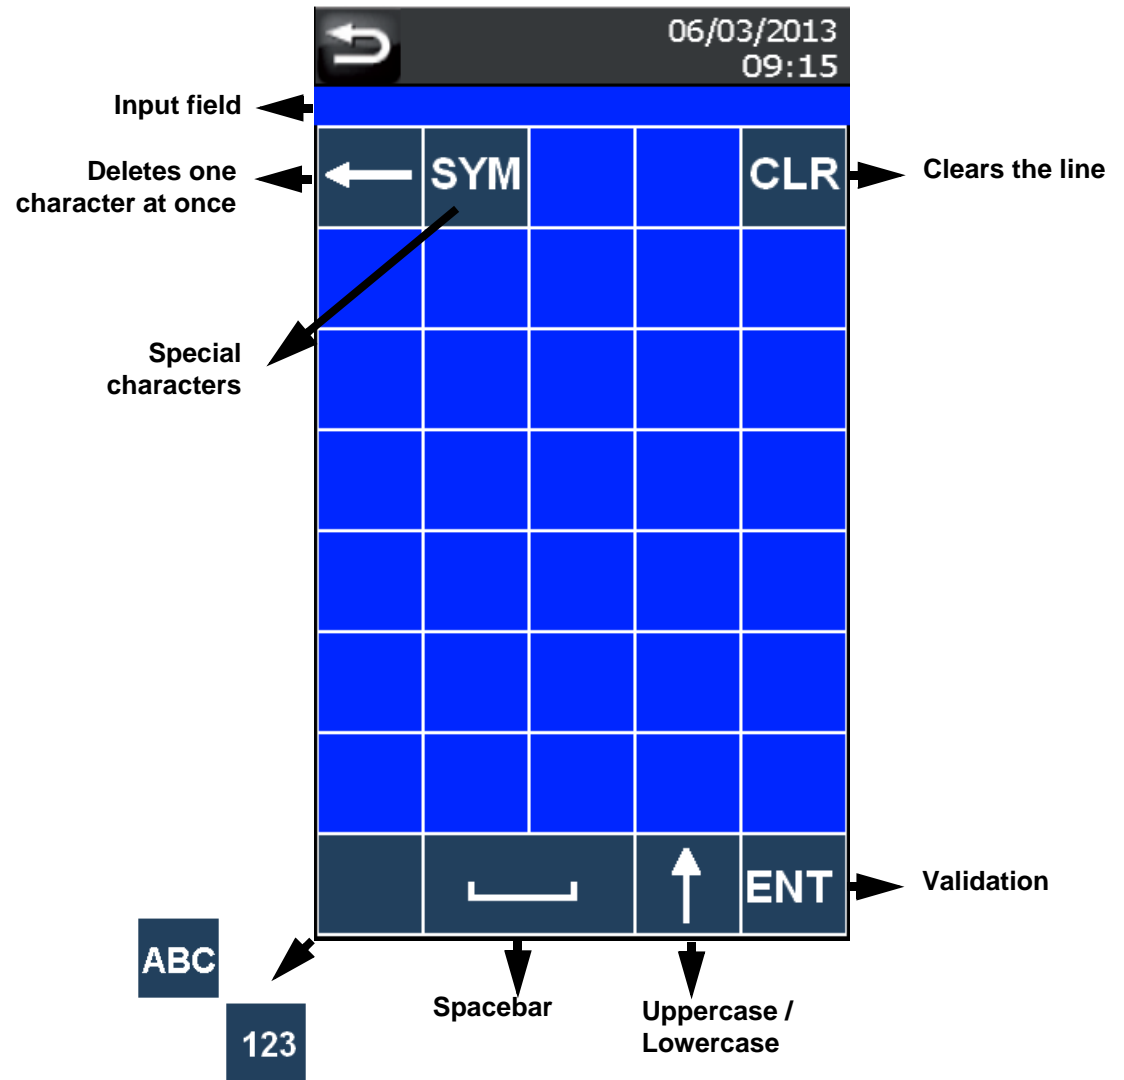 06/03/2013
09:15
Input field
Deletes one
character at once
SYM
CLR
Clears the line
Special
characters
ENT
Validation
ABC
123
Spacebar
Uppercase /
Lowercase